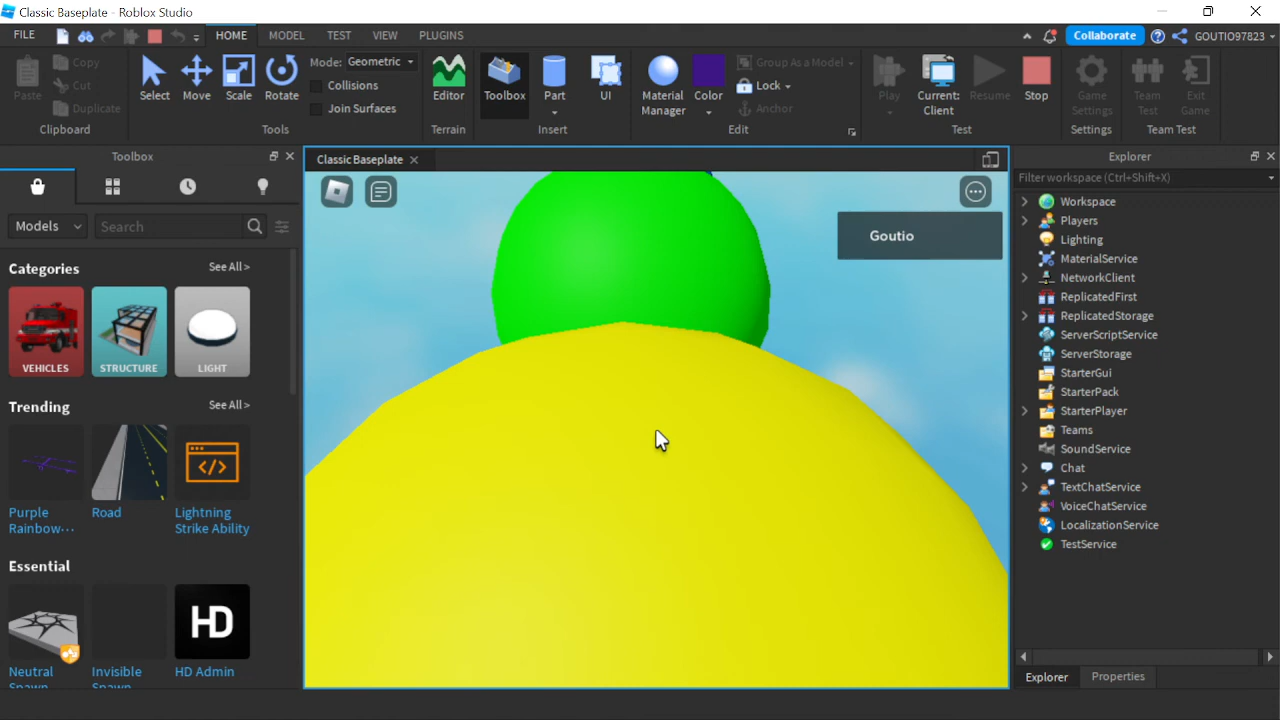 Classic Baseplate - Roblox Studio
FILE HOME MODEL TEST VIEW PLUGINS Collaborate GOUTIO97823
Paste
Copy
Cut
Duplicate
Clipboard
Select Move Scale Rotate
Mode: Geometric
Collisions
Join Surfaces
Tools
Editor
Terrain
Toolbox Part UI
Insert
Material Manager
Color
Group As a Model
Lock
Anchor
Edit
Play
Current: Client
Resume
Stop
Test
Game Settings
Settings
Team Test
Exit Game
Team Test
Toolbox
Models Search
Categories See All >
VEHICLES STRUCTURE LIGHT
Trending See All >
Purple Rainbow...
Road
Lightning Strike Ability
Essential
Neutral Spawn
Invisible Spawn
HD
HD Admin
Classic Baseplate
Goutio
Explorer
Filter workspace (Ctrl+Shift+X)
Workspace
Players
Lighting
MaterialService
NetworkClient
ReplicatedFirst
ReplicatedStorage
ServerScriptService
ServerStorage
StarterGui
StarterPack
StarterPlayer
Teams
SoundService
Chat
TextChatService
VoiceChatService
LocalizationService
TestService
Explorer Properties